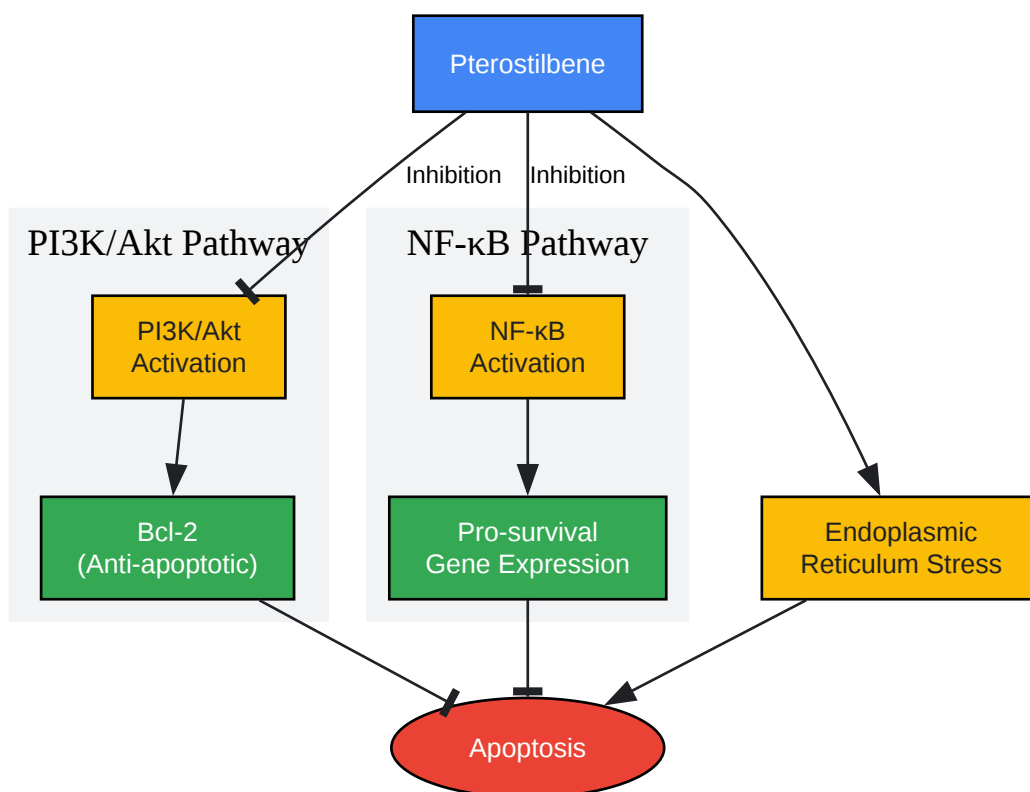 Pterostilbene
Inhibition
Inhibition
PI3K/Akt Pathway
NF-κB Pathway
PI3K/Akt
Activation
NF-κB
Activation
Bcl-2
(Anti-apoptotic)
Pro-survival
Gene Expression
Endoplasmic
Reticulum Stress
Apoptosis